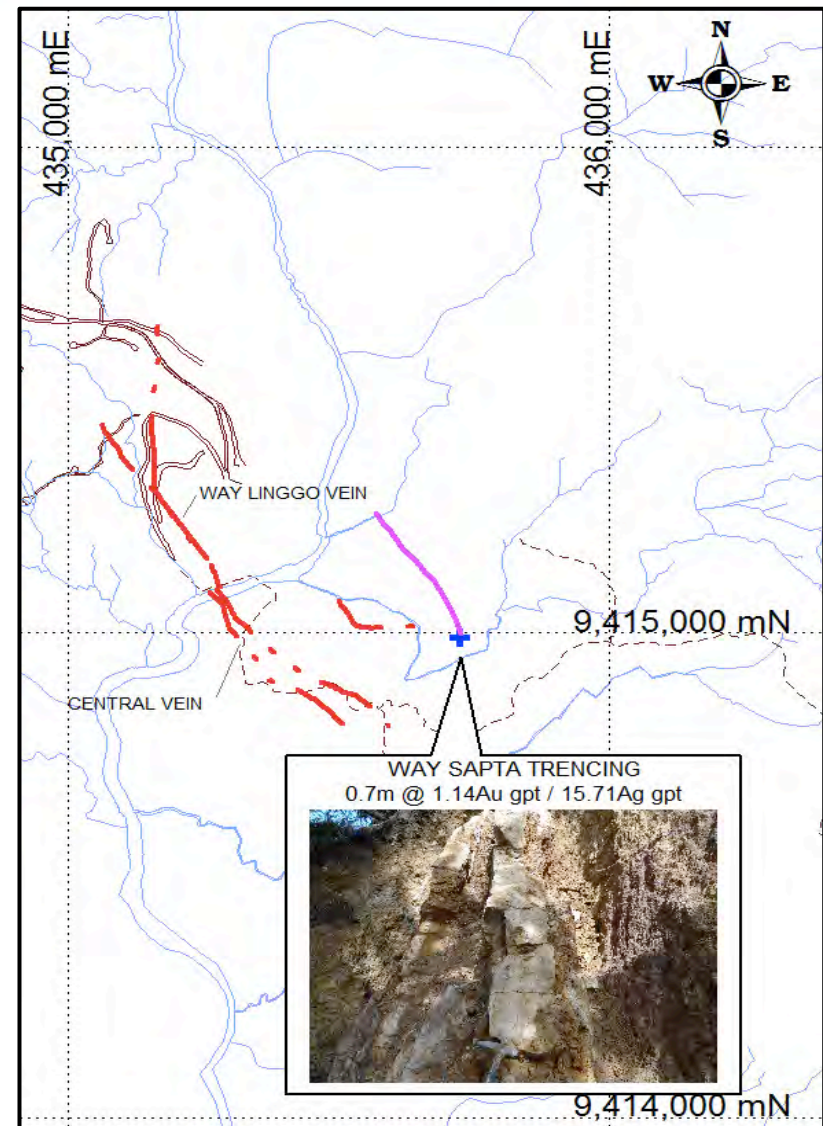 N
W E
S
435,000 mE
436,000 mE
WAY LINGGO VEIN
9,415,000 mN
CENTRAL VEIN
WAY SAPTA TRENCING
0.7m @ 1.14Au gpt / 15.71Ag gpt
9,414,000 mN